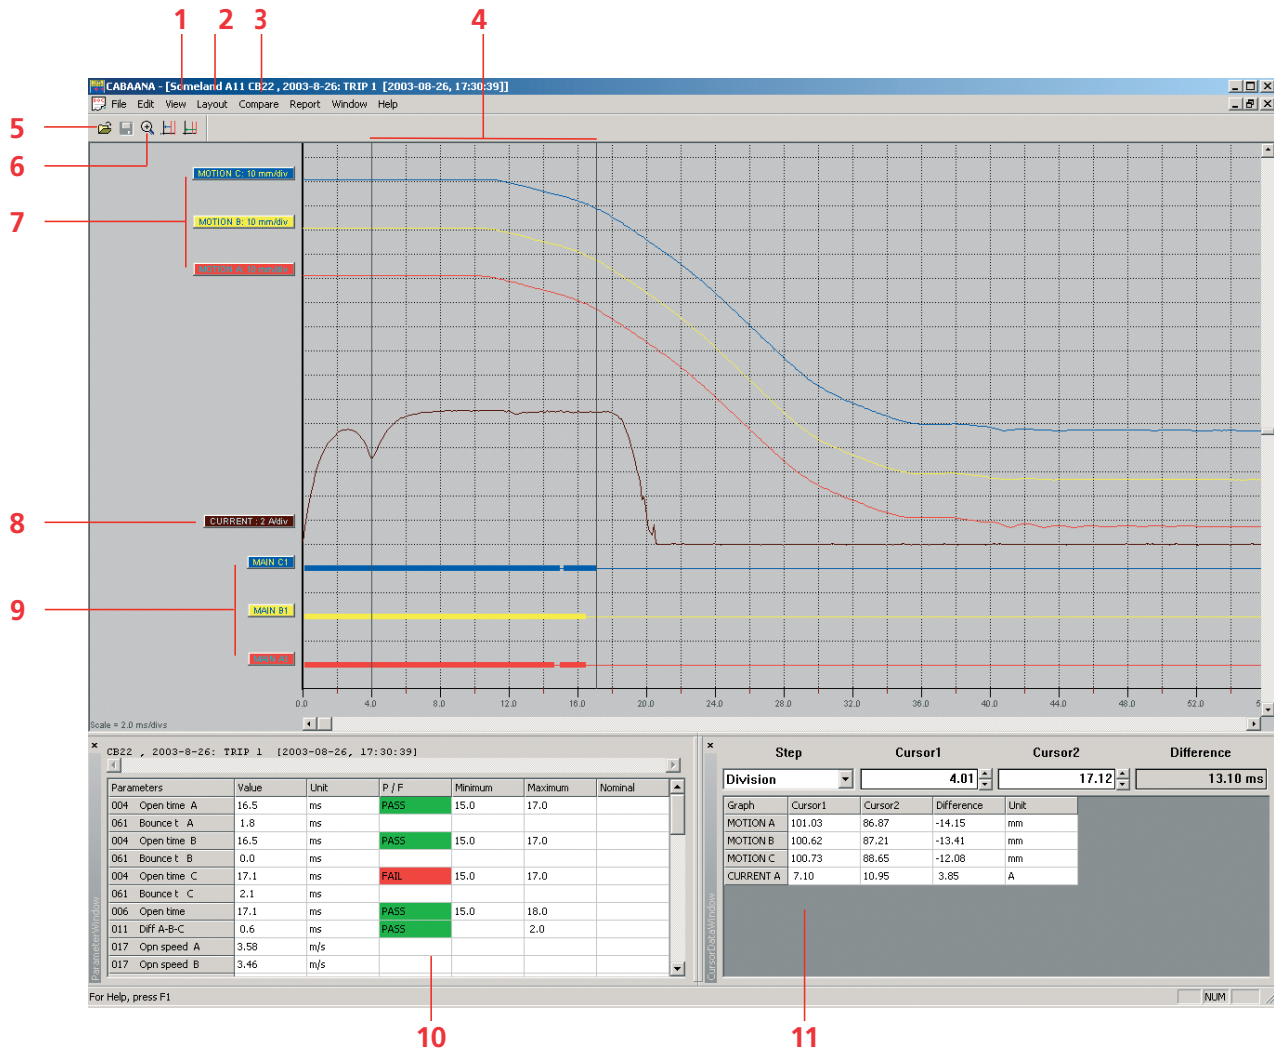 1 2 3 4
CABAANA - [Someland A11 CB22 , 2003-8-26: TRIP 1 [2003-08-26, 17:30:39]]
File Edit View Layout Compare Report Window Help
5
6
MOTION C: 10 mm/div
7
MOTION B: 10 mm/div
MOTION A: 10 mm/div
8
CURRENT : 2 A/div
MAIN C1
9
MAIN B1
MAIN A1
0.0 4.0 8.0 12.0 16.0 20.0 24.0 28.0 32.0 36.0 40.0 44.0 48.0 52.0 5
Scale = 2.0 ms/divs
CB22 , 2003-8-26: TRIP 1 [2003-08-26, 17:30:39]
Parameters Value Unit P / F Minimum Maximum Nominal
004 Open time A 16.5 ms PASS 15.0 17.0
061 Bounce t A 1.8 ms
004 Open time B 16.5 ms PASS 15.0 17.0
061 Bounce t B 0.0 ms
004 Open time C 17.1 ms FAIL 15.0 17.0
061 Bounce t C 2.1 ms
006 Open time 17.1 ms PASS 15.0 18.0
011 Diff A-B-C 0.6 ms PASS 2.0
017 Opn speed A 3.58 m/s
017 Opn speed B 3.46 m/s
ParameterWindow
Step Cursor1 Cursor2 Difference
Division 4.01 17.12 13.10 ms
Graph Cursor1 Cursor2 Difference Unit
MOTION A 101.03 86.87 -14.15 mm
MOTION B 100.62 87.21 -13.41 mm
MOTION C 100.73 88.65 -12.08 mm
CURRENT A 7.10 10.95 3.85 A
CursorDataWindow
For Help, press F1
NUM
10 11